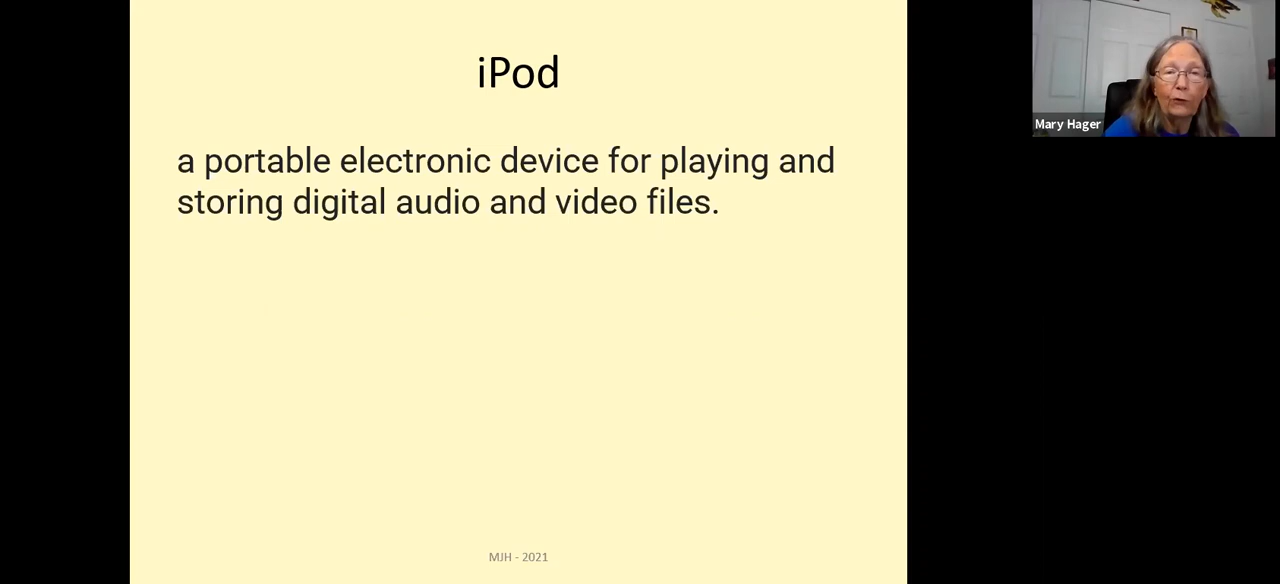 iPod
a portable electronic device for playing and
storing digital audio and video files.
MJH - 2021
Mary Hager